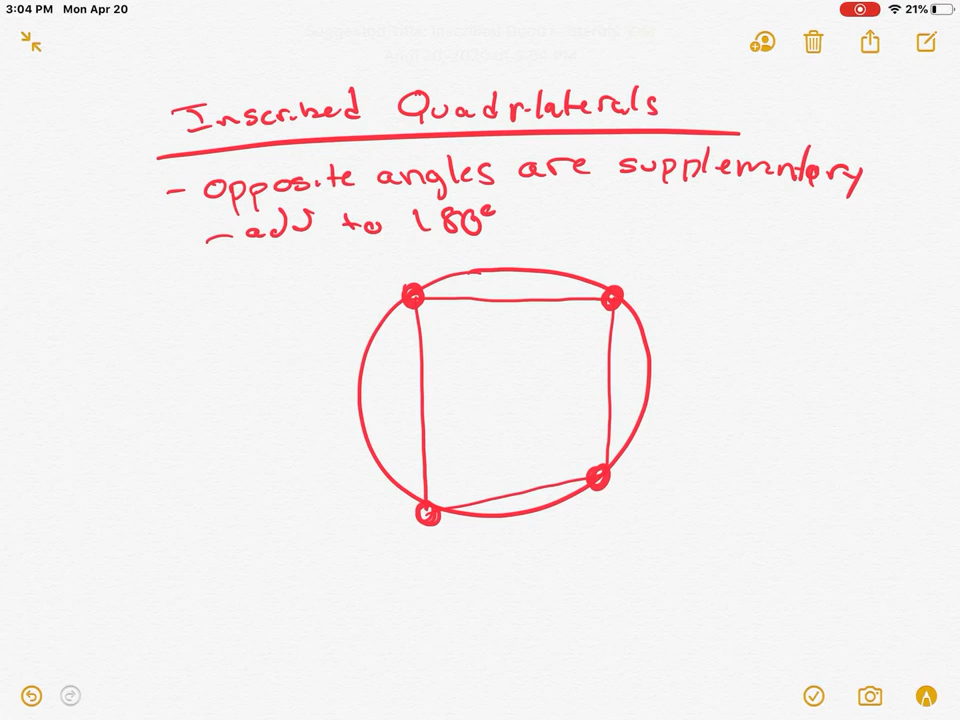 3:04 PM Mon Apr 20
21%
Inscribed Quadrilaterals
- Opposite angles are supplementary
- add to 180°